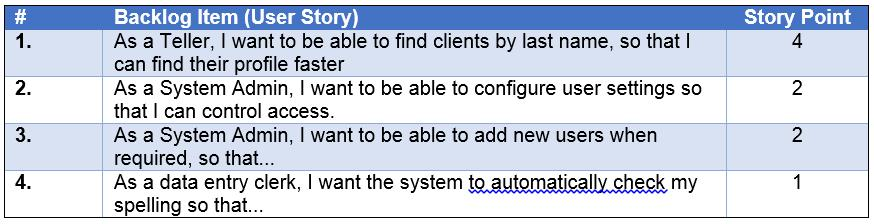 # Backlog Item (User Story) Story Point
1. As a Teller, I want to be able to find clients by last name, so that I 4
can find their profile faster
2. As a System Admin, I want to be able to configure user settings so 2
that I can control access.
3. As a System Admin, I want to be able to add new users when 2
required, so that...
4. As a data entry clerk, I want the system to automatically check my 1
spelling so that...